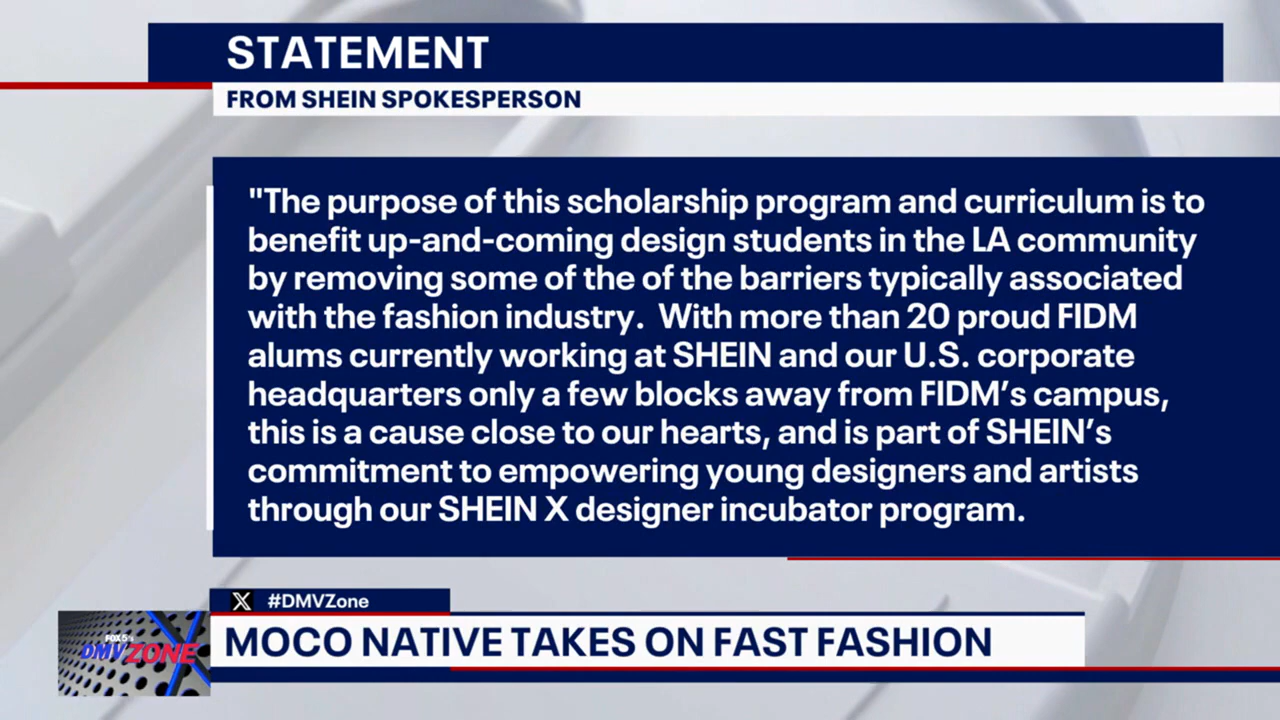 STATEMENT
FROM SHEIN SPOKESPERSON
"The purpose of this scholarship program and curriculum is to
benefit up-and-coming design students in the LA community
by removing some of the of the barriers typically associated
with the fashion industry.  With more than 20 proud FIDM
alums currently working at SHEIN and our U.S. corporate
headquarters only a few blocks away from FIDM’s campus,
this is a cause close to our hearts, and is part of SHEIN’s
commitment to empowering young designers and artists
through our SHEIN X designer incubator program.
X #DMVZone
FOX 5's
DMV ZONE
MOCO NATIVE TAKES ON FAST FASHION